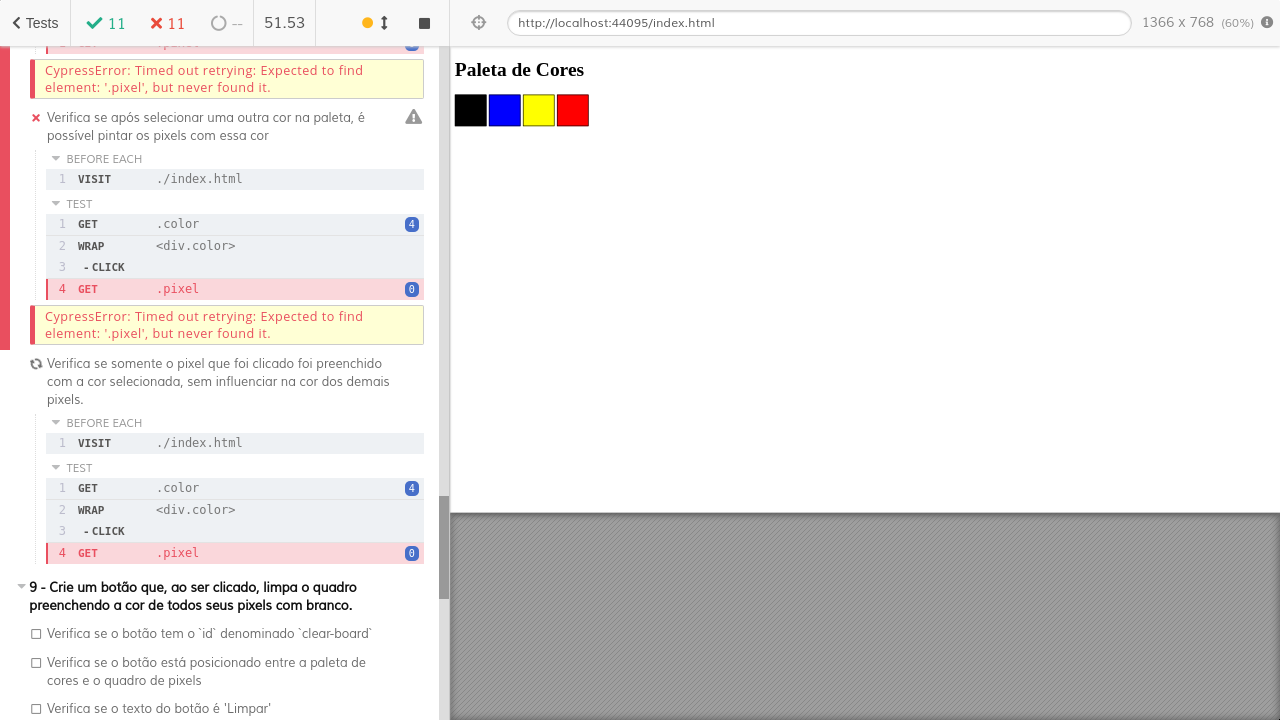 Tests
11
11
--
51.53
http://localhost:44095/index.html
1366 x 768 (60%)
CypressError: Timed out retrying: Expected to find
element: '.pixel', but never found it.
Verifica se após selecionar uma outra cor na paleta, é
possível pintar os pixels com essa cor
BEFORE EACH
1 VISIT ./index.html
TEST
1 GET .color 4
2 WRAP <div.color>
3 - CLICK
4 GET .pixel 0
CypressError: Timed out retrying: Expected to find
element: '.pixel', but never found it.
Verifica se somente o pixel que foi clicado foi preenchido
com a cor selecionada, sem influenciar na cor dos demais
pixels.
BEFORE EACH
1 VISIT ./index.html
TEST
1 GET .color 4
2 WRAP <div.color>
3 - CLICK
4 GET .pixel 0
9 - Crie um botão que, ao ser clicado, limpa o quadro
preenchendo a cor de todos seus pixels com branco.
Verifica se o botão tem o `id` denominado `clear-board`
Verifica se o botão está posicionado entre a paleta de
cores e o quadro de pixels
Verifica se o texto do botão é 'Limpar'
Paleta de Cores